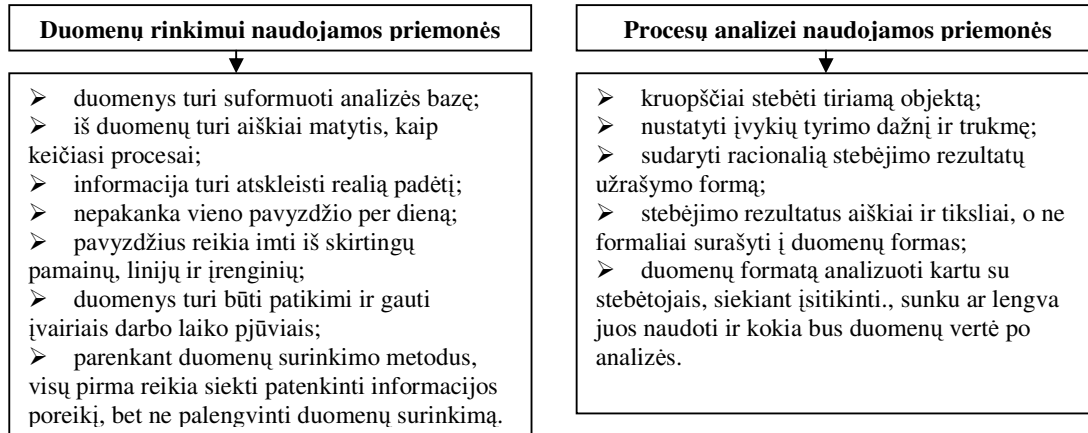 Duomenų rinkimui naudojamos priemonės
➢ duomenys turi suformuoti analizės bazę;
➢ iš duomenų turi aiškiai matytis, kaip
keičiasi procesai;
➢ informacija turi atskleisti realią padėtį;
➢ nepakanka vieno pavyzdžio per dieną;
➢ pavyzdžius reikia imti iš skirtingų
pamainų, linijų ir įrenginių;
➢ duomenys turi būti patikimi ir gauti
įvairiais darbo laiko pjūviais;
➢ parenkant duomenų surinkimo metodus,
visų pirma reikia siekti patenkinti informacijos
poreikį, bet ne palengvinti duomenų surinkimą.
Procesų analizei naudojamos priemonės
➢ kruopščiai stebėti tiriamą objektą;
➢ nustatyti įvykių tyrimo dažnį ir trukmę;
➢ sudaryti racionalią stebėjimo rezultatų
užrašymo formą;
➢ stebėjimo rezultatus aiškiai ir tiksliai, o ne
formaliai surašyti į duomenų formas;
➢ duomenų formatą analizuoti kartu su
stebėtojais, siekiant įsitikinti., sunku ar lengva
juos naudoti ir kokia bus duomenų vertė po
analizės.